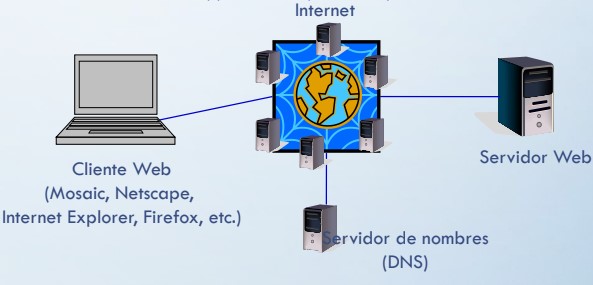 Internet
Cliente Web
(Mosaic, Netscape,
Internet Explorer, Firefox, etc.)
Servidor Web
Servidor de nombres
(DNS)